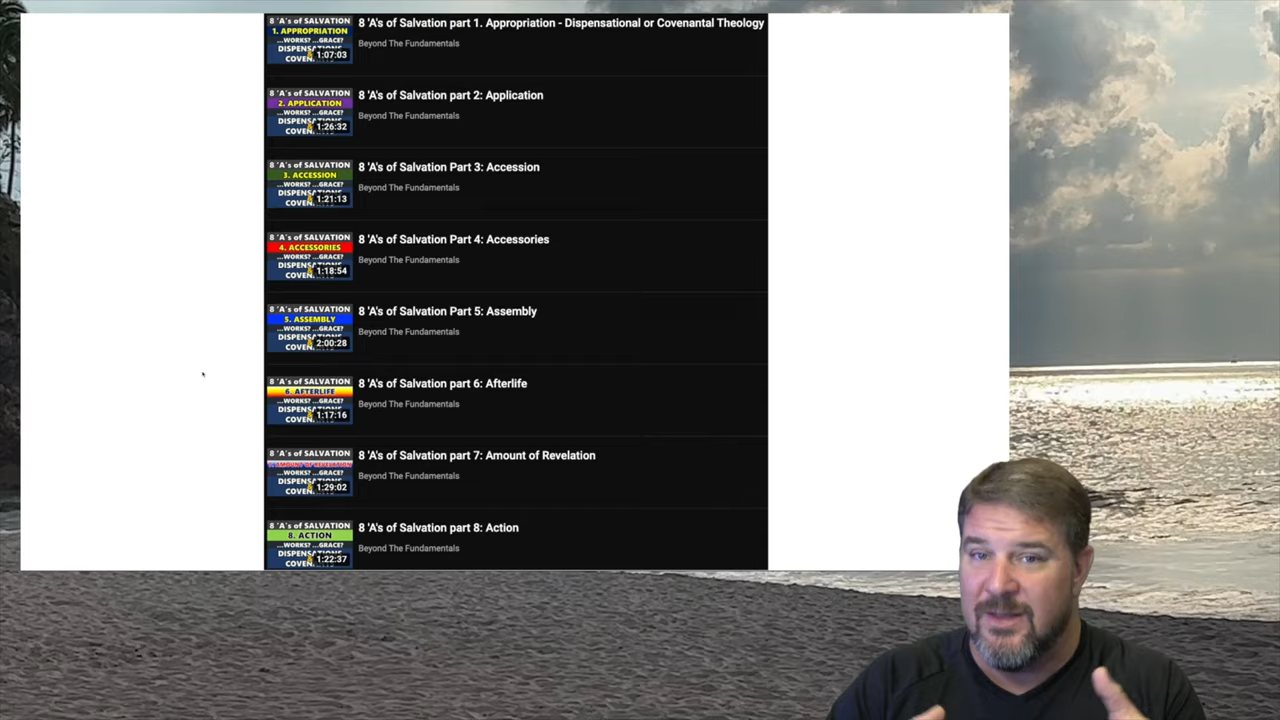 8 'A's of SALVATION
1. APPROPRIATION
...WORKS? ...GRACE?
DISPENSATIONS
COVEN
1:07:03
8 'A's of Salvation part 1. Appropriation - Dispensational or Covenantal Theology
Beyond The Fundamentals
8 'A's of SALVATION
2. APPLICATION
...WORKS? ...GRACE?
DISPENSATIONS
COVEN
1:26:32
8 'A's of Salvation part 2: Application
Beyond The Fundamentals
8 'A's of SALVATION
3. ACCESSION
...WORKS? ...GRACE?
DISPENSATIONS
COVEN
1:21:13
8 'A's of Salvation Part 3: Accession
Beyond The Fundamentals
8 'A's of SALVATION
4. ACCESSORIES
...WORKS? ...GRACE?
DISPENSATIONS
COVEN
1:18:54
8 'A's of Salvation Part 4: Accessories
Beyond The Fundamentals
8 'A's of SALVATION
5. ASSEMBLY
...WORKS? ...GRACE?
DISPENSATIONS
COVEN
2:00:28
8 'A's of Salvation Part 5: Assembly
Beyond The Fundamentals
8 'A's of SALVATION
6. AFTERLIFE
...WORKS? ...GRACE?
DISPENSATIONS
COVEN
1:17:16
8 'A's of Salvation part 6: Afterlife
Beyond The Fundamentals
8 'A's of SALVATION
7. AMOUNT OF REVELATION
...WORKS? ...GRACE?
DISPENSATIONS
COVEN
1:29:02
8 'A's of Salvation part 7: Amount of Revelation
Beyond The Fundamentals
8 'A's of SALVATION
8. ACTION
...WORKS? ...GRACE?
DISPENSATIONS
COVEN
1:22:37
8 'A's of Salvation part 8: Action
Beyond The Fundamentals